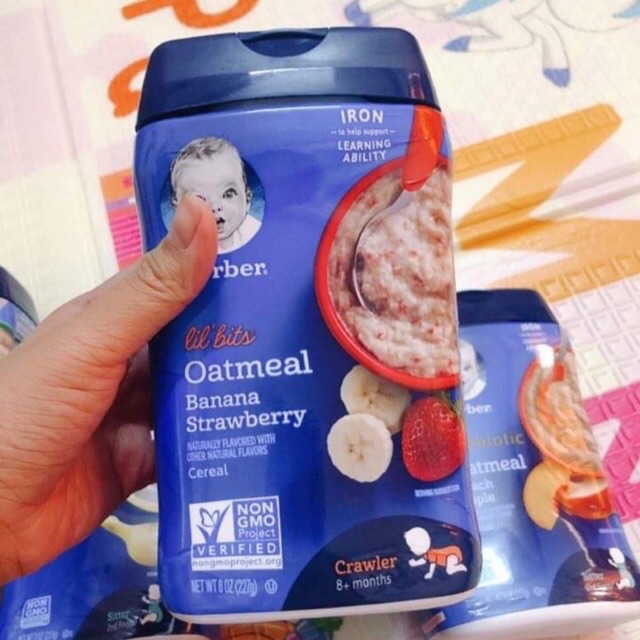 IRON
to help support
LEARNING
ABILITY
rber
lil' bits
Oatmeal
Banana
Strawberry
NATURALLY FLAVORED WITH
OTHER NATURAL FLAVORS
Cereal
NON
GMO
Project
VERIFIED
nongmoproject.org
NET WT 8 OZ (227g)
Crawler
8+ months
IRON
rber
biotic
atmeal
ach
ple
NON
GMO
Sitter